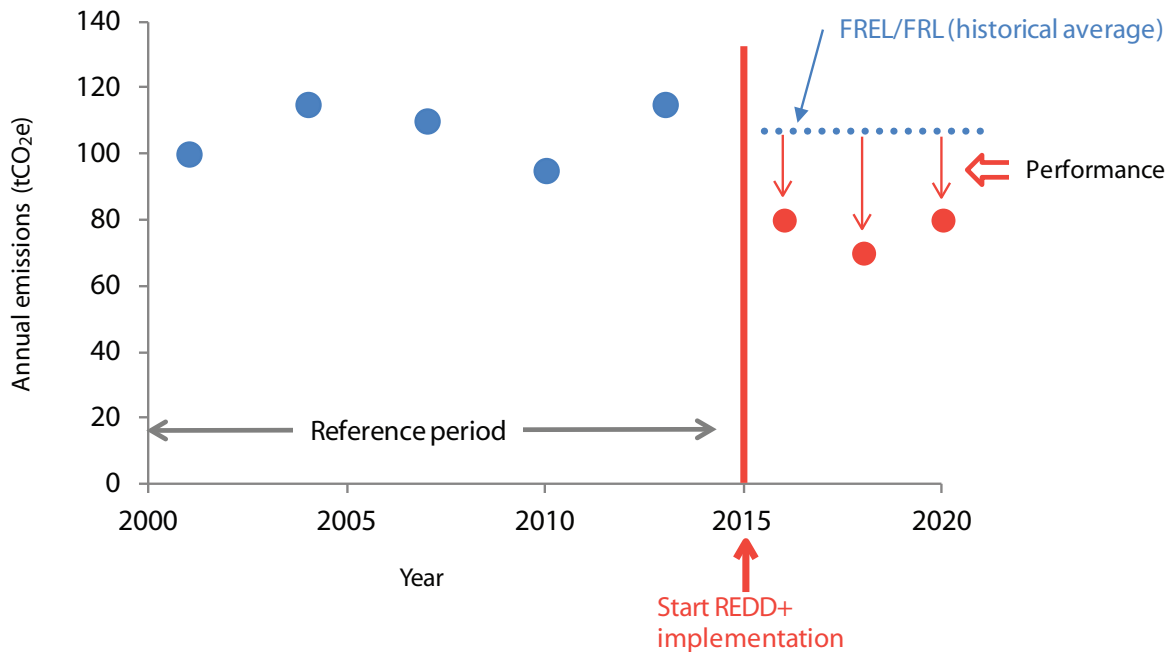 140
120
100
80
60
40
20
0
Annual emissions (tCO₂e)
FREL/FRL (historical average)
Performance
Reference period
2000
2005
2010
2015
2020
Year
Start REDD+
implementation